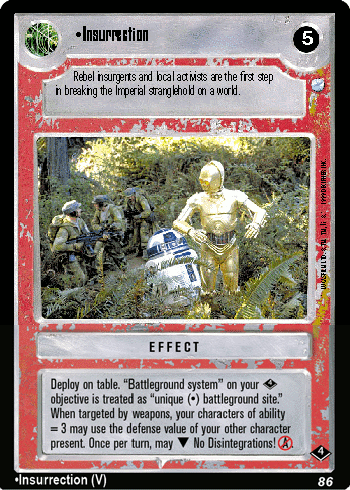 •Insurrection
5
Rebel insurgents and local activists are the first step
in breaking the Imperial stranglehold on a world.
EFFECT
Deploy on table. “Battleground system” on your
objective is treated as “unique (•) battleground site.”
When targeted by weapons, your characters of ability
= 3 may use the defense value of your other character
present. Once per turn, may ▼ No Disintegrations! A
4
•Insurrection (V)
86